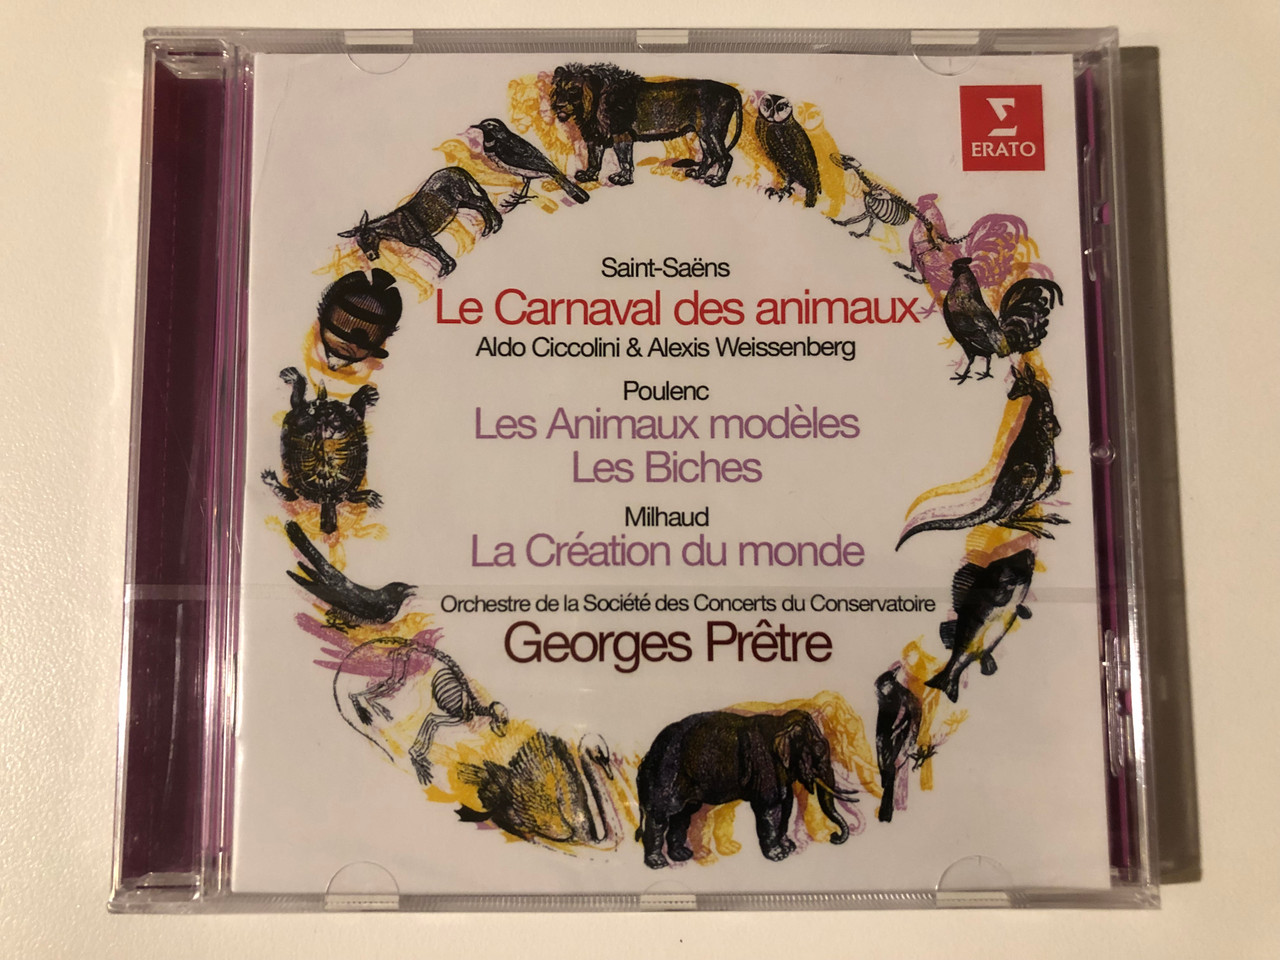 ERATO
Saint-Saëns
Le Carnaval des animaux
Aldo Ciccolini & Alexis Weissenberg
Poulenc
Les Animaux modèles
Les Biches
Milhaud
La Création du monde
Orchestre de la Société des Concerts du Conservatoire
Georges Prêtre